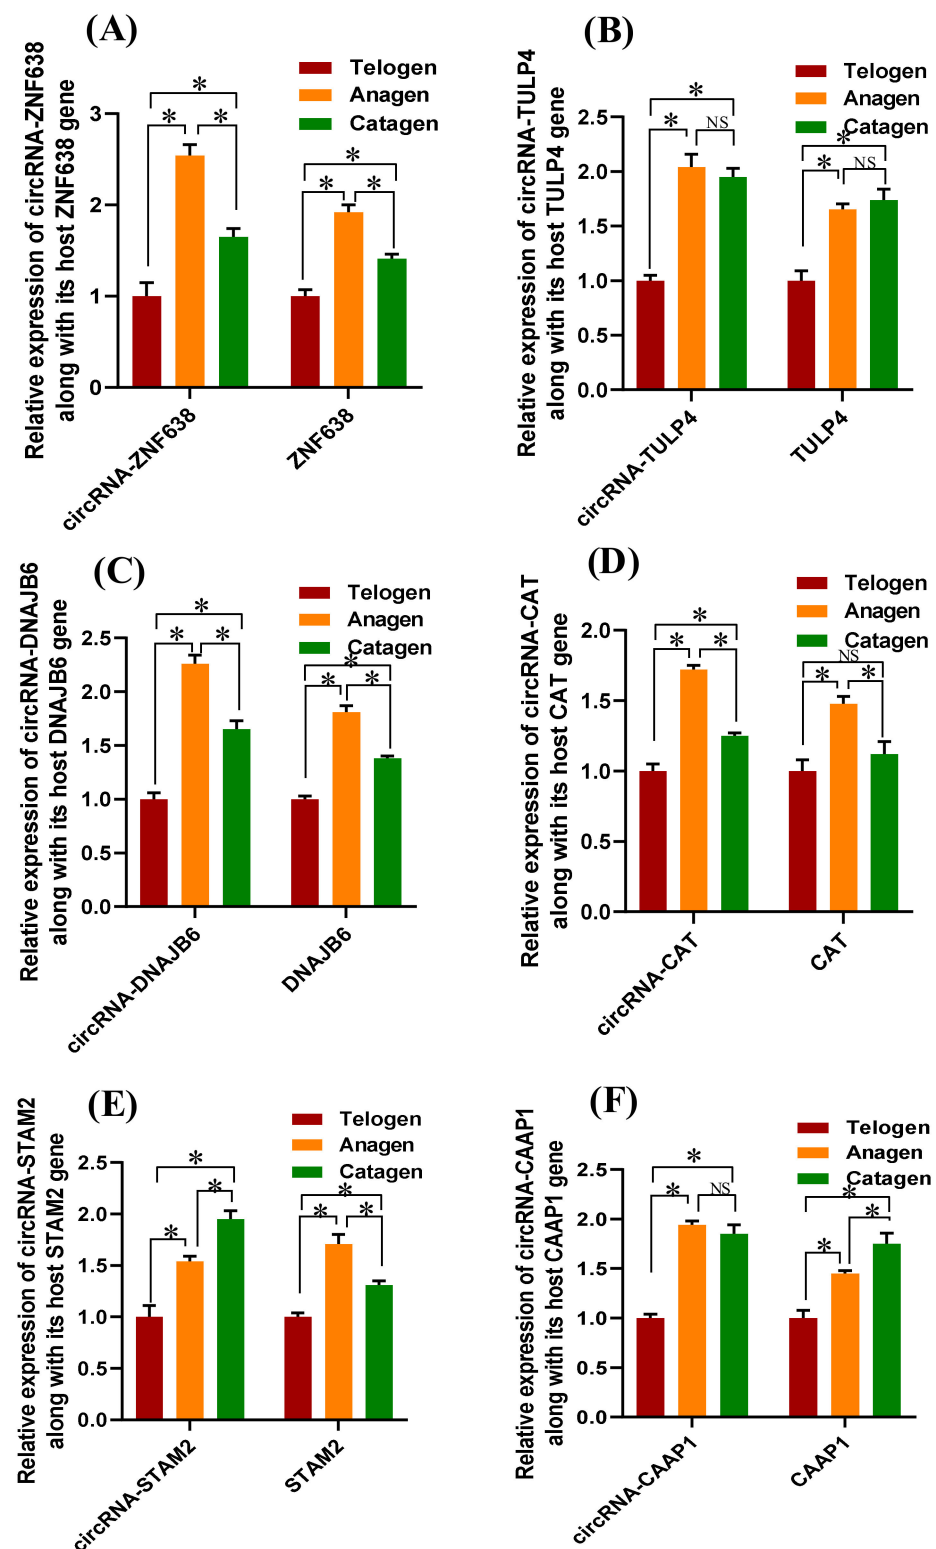 (A)
Relative expression of circRNA-ZNF638
along with its host ZNF638 gene
Telogen
Anagen
Catagen
*
* *
*
* *
3
2
1
0
circRNA-ZNF638
ZNF638
(B)
Relative expression of circRNA-TULP4
along with its host TULP4 gene
Telogen
Anagen
Catagen
*
* NS
*
* NS
2.5
2.0
1.5
1.0
0.5
0.0
circRNA-TULP4
TULP4
(C)
Relative expression of circRNA-DNAJB6
along with its host DNAJB6 gene
Telogen
Anagen
Catagen
*
* *
*
* *
2.5
2.0
1.5
1.0
0.5
0.0
circRNA-DNAJB6
DNAJB6
(D)
Relative expression of circRNA-CAT
along with its host CAT gene
Telogen
Anagen
Catagen
*
* *
NS
* *
2.0
1.5
1.0
0.5
0.0
circRNA-CAT
CAT
(E)
Relative expression of circRNA-STAM2
along with its host STAM2 gene
Telogen
Anagen
Catagen
*
*
*
*
* *
2.5
2.0
1.5
1.0
0.5
0.0
circRNA-STAM2
STAM2
(F)
Relative expression of circRNA-CAAP1
along with its host CAAP1 gene
Telogen
Anagen
Catagen
*
* NS
*
*
*
2.5
2.0
1.5
1.0
0.5
0.0
circRNA-CAAP1
CAAP1